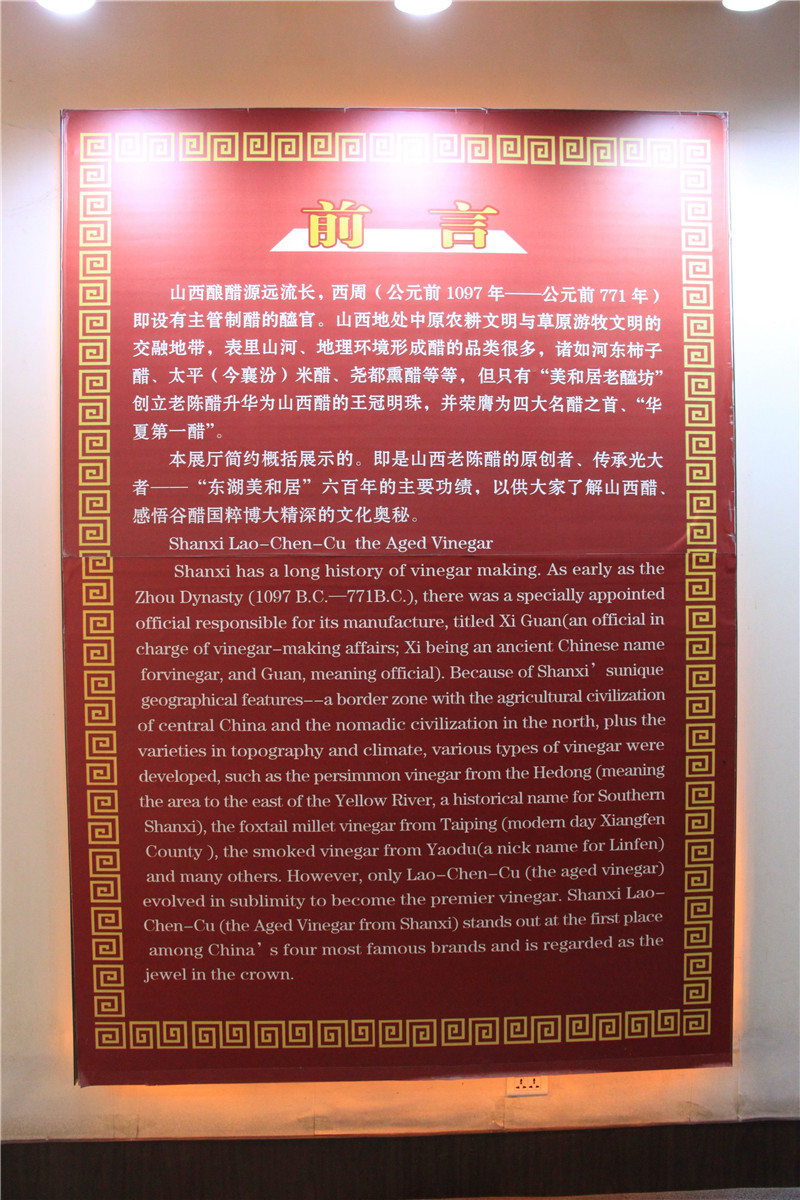 前 言
山西酿醋源远流长，西周（公元前1097年——公元前771年）
即设有主管制醋的醯官。山西地处中原农耕文明与草原游牧文明的
交融地带，表里山河、地理环境形成醋的品类很多，诸如河东柿子
醋、太平（今襄汾）米醋、尧都熏醋等等，但只有“美和居老醯坊”
创立老陈醋升华为山西醋的王冠明珠，并荣膺为四大名醋之首、“华
夏第一醋”。
本展厅简约概括展示的。即是山西老陈醋的原创者、传承光大
者——“东湖美和居”六百年的主要功绩，以供大家了解山西醋、
感悟谷醋国粹博大精深的文化奥秘。
Shanxi Lao-Chen-Cu the Aged Vinegar
Shanxi has a long history of vinegar making. As early as the
Zhou Dynasty (1097 B.C.—771B.C.), there was a specially appointed
official responsible for its manufacture, titled Xi Guan(an official in
charge of vinegar-making affairs; Xi being an ancient Chinese name
forvinegar, and Guan, meaning official). Because of Shanxi’sunique
geographical features--a border zone with the agricultural civilization
of central China and the nomadic civilization in the north, plus the
varieties in topography and climate, various types of vinegar were
developed, such as the persimmon vinegar from the Hedong (meaning
the area to the east of the Yellow River, a historical name for Southern
Shanxi), the foxtail millet vinegar from Taiping (modern day Xiangfen
County ), the smoked vinegar from Yaodu(a nick name for Linfen)
and many others. However, only Lao-Chen-Cu (the aged vinegar)
evolved in sublimity to become the premier vinegar. Shanxi Lao-
Chen-Cu (the Aged Vinegar from Shanxi) stands out at the first place
among China’s four most famous brands and is regarded as the
jewel in the crown.